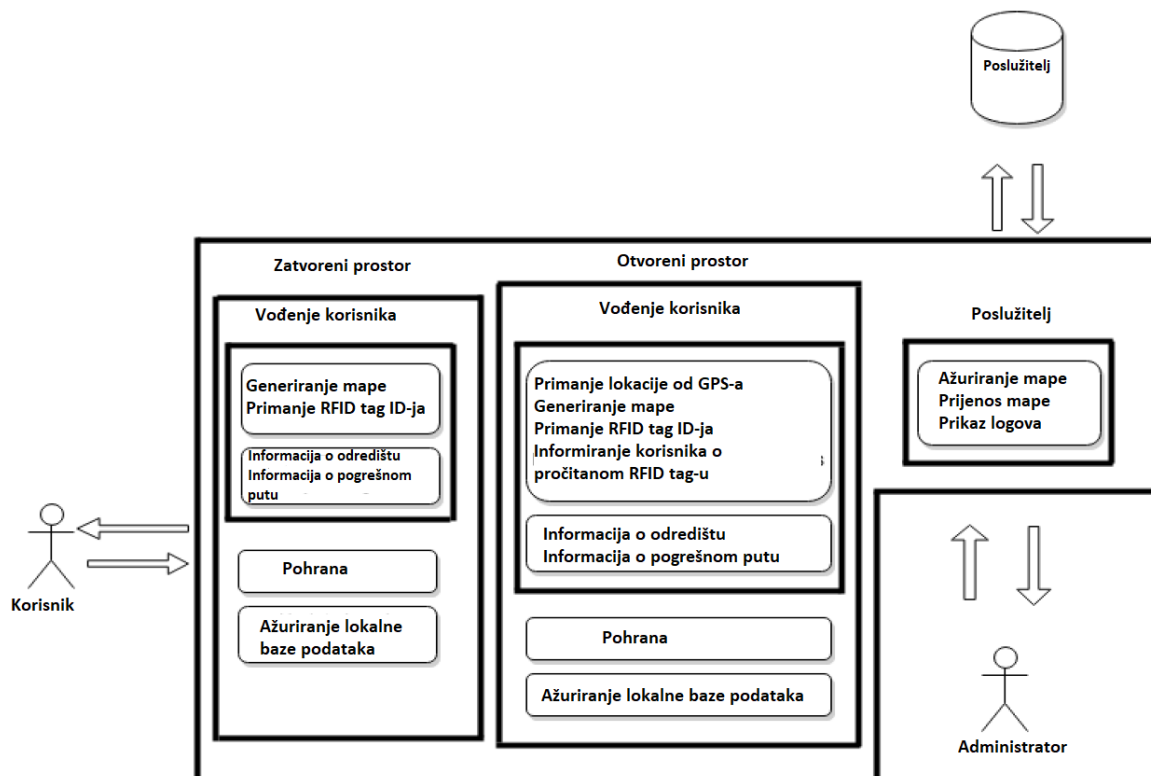 Poslužitelj
Zatvoreni prostor
Vođenje korisnika
Generiranje mape
Primanje RFID tag ID-ja
Informacija o odredištu
Informacija o pogrešnom
putu
Pohrana
Ažuriranje lokalne
baze podataka
Otvoreni prostor
Vođenje korisnika
Primanje lokacije od GPS-a
Generiranje mape
Primanje RFID tag ID-ja
Informiranje korisnika o
pročitanom RFID tag-u
Informacija o odredištu
Informacija o pogrešnom putu
Pohrana
Ažuriranje lokalne baze podataka
Poslužitelj
Ažuriranje mape
Prijenos mape
Prikaz logova
Korisnik
Administrator